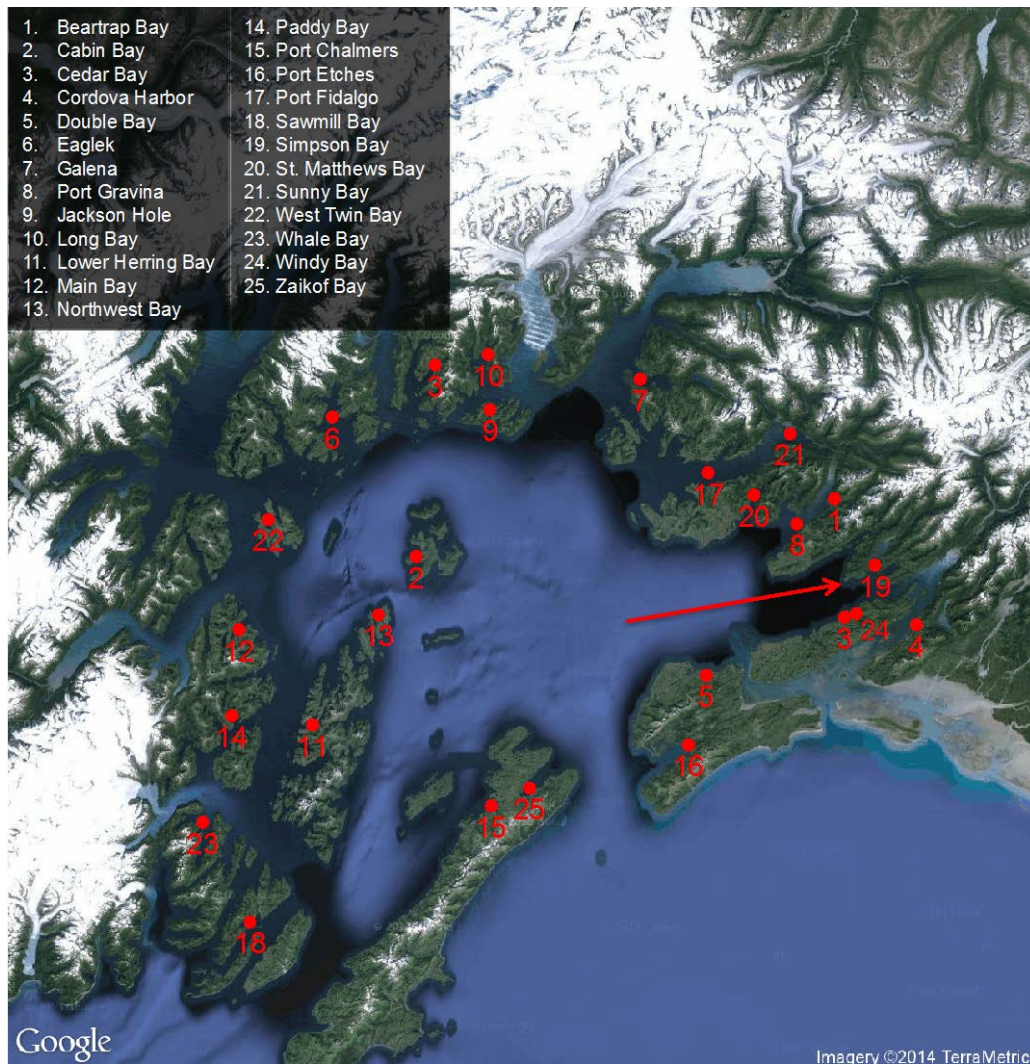 1. Beartrap Bay
2. Cabin Bay
3. Cedar Bay
4. Cordova Harbor
5. Double Bay
6. Eaglek
7. Galena
8. Port Gravina
9. Jackson Hole
10. Long Bay
11. Lower Herring Bay
12. Main Bay
13. Northwest Bay
14. Paddy Bay
15. Port Chalmers
16. Port Etches
17. Port Fidalgo
18. Sawmill Bay
19. Simpson Bay
20. St. Matthews Bay
21. Sunny Bay
22. West Twin Bay
23. Whale Bay
24. Windy Bay
25. Zaikof Bay
3
10
7
9
6
21
17
20
1
8
22
2
19
13
3
24
4
12
5
14
11
16
25
15
23
18
Google
Imagery ©2014 TerraMetric